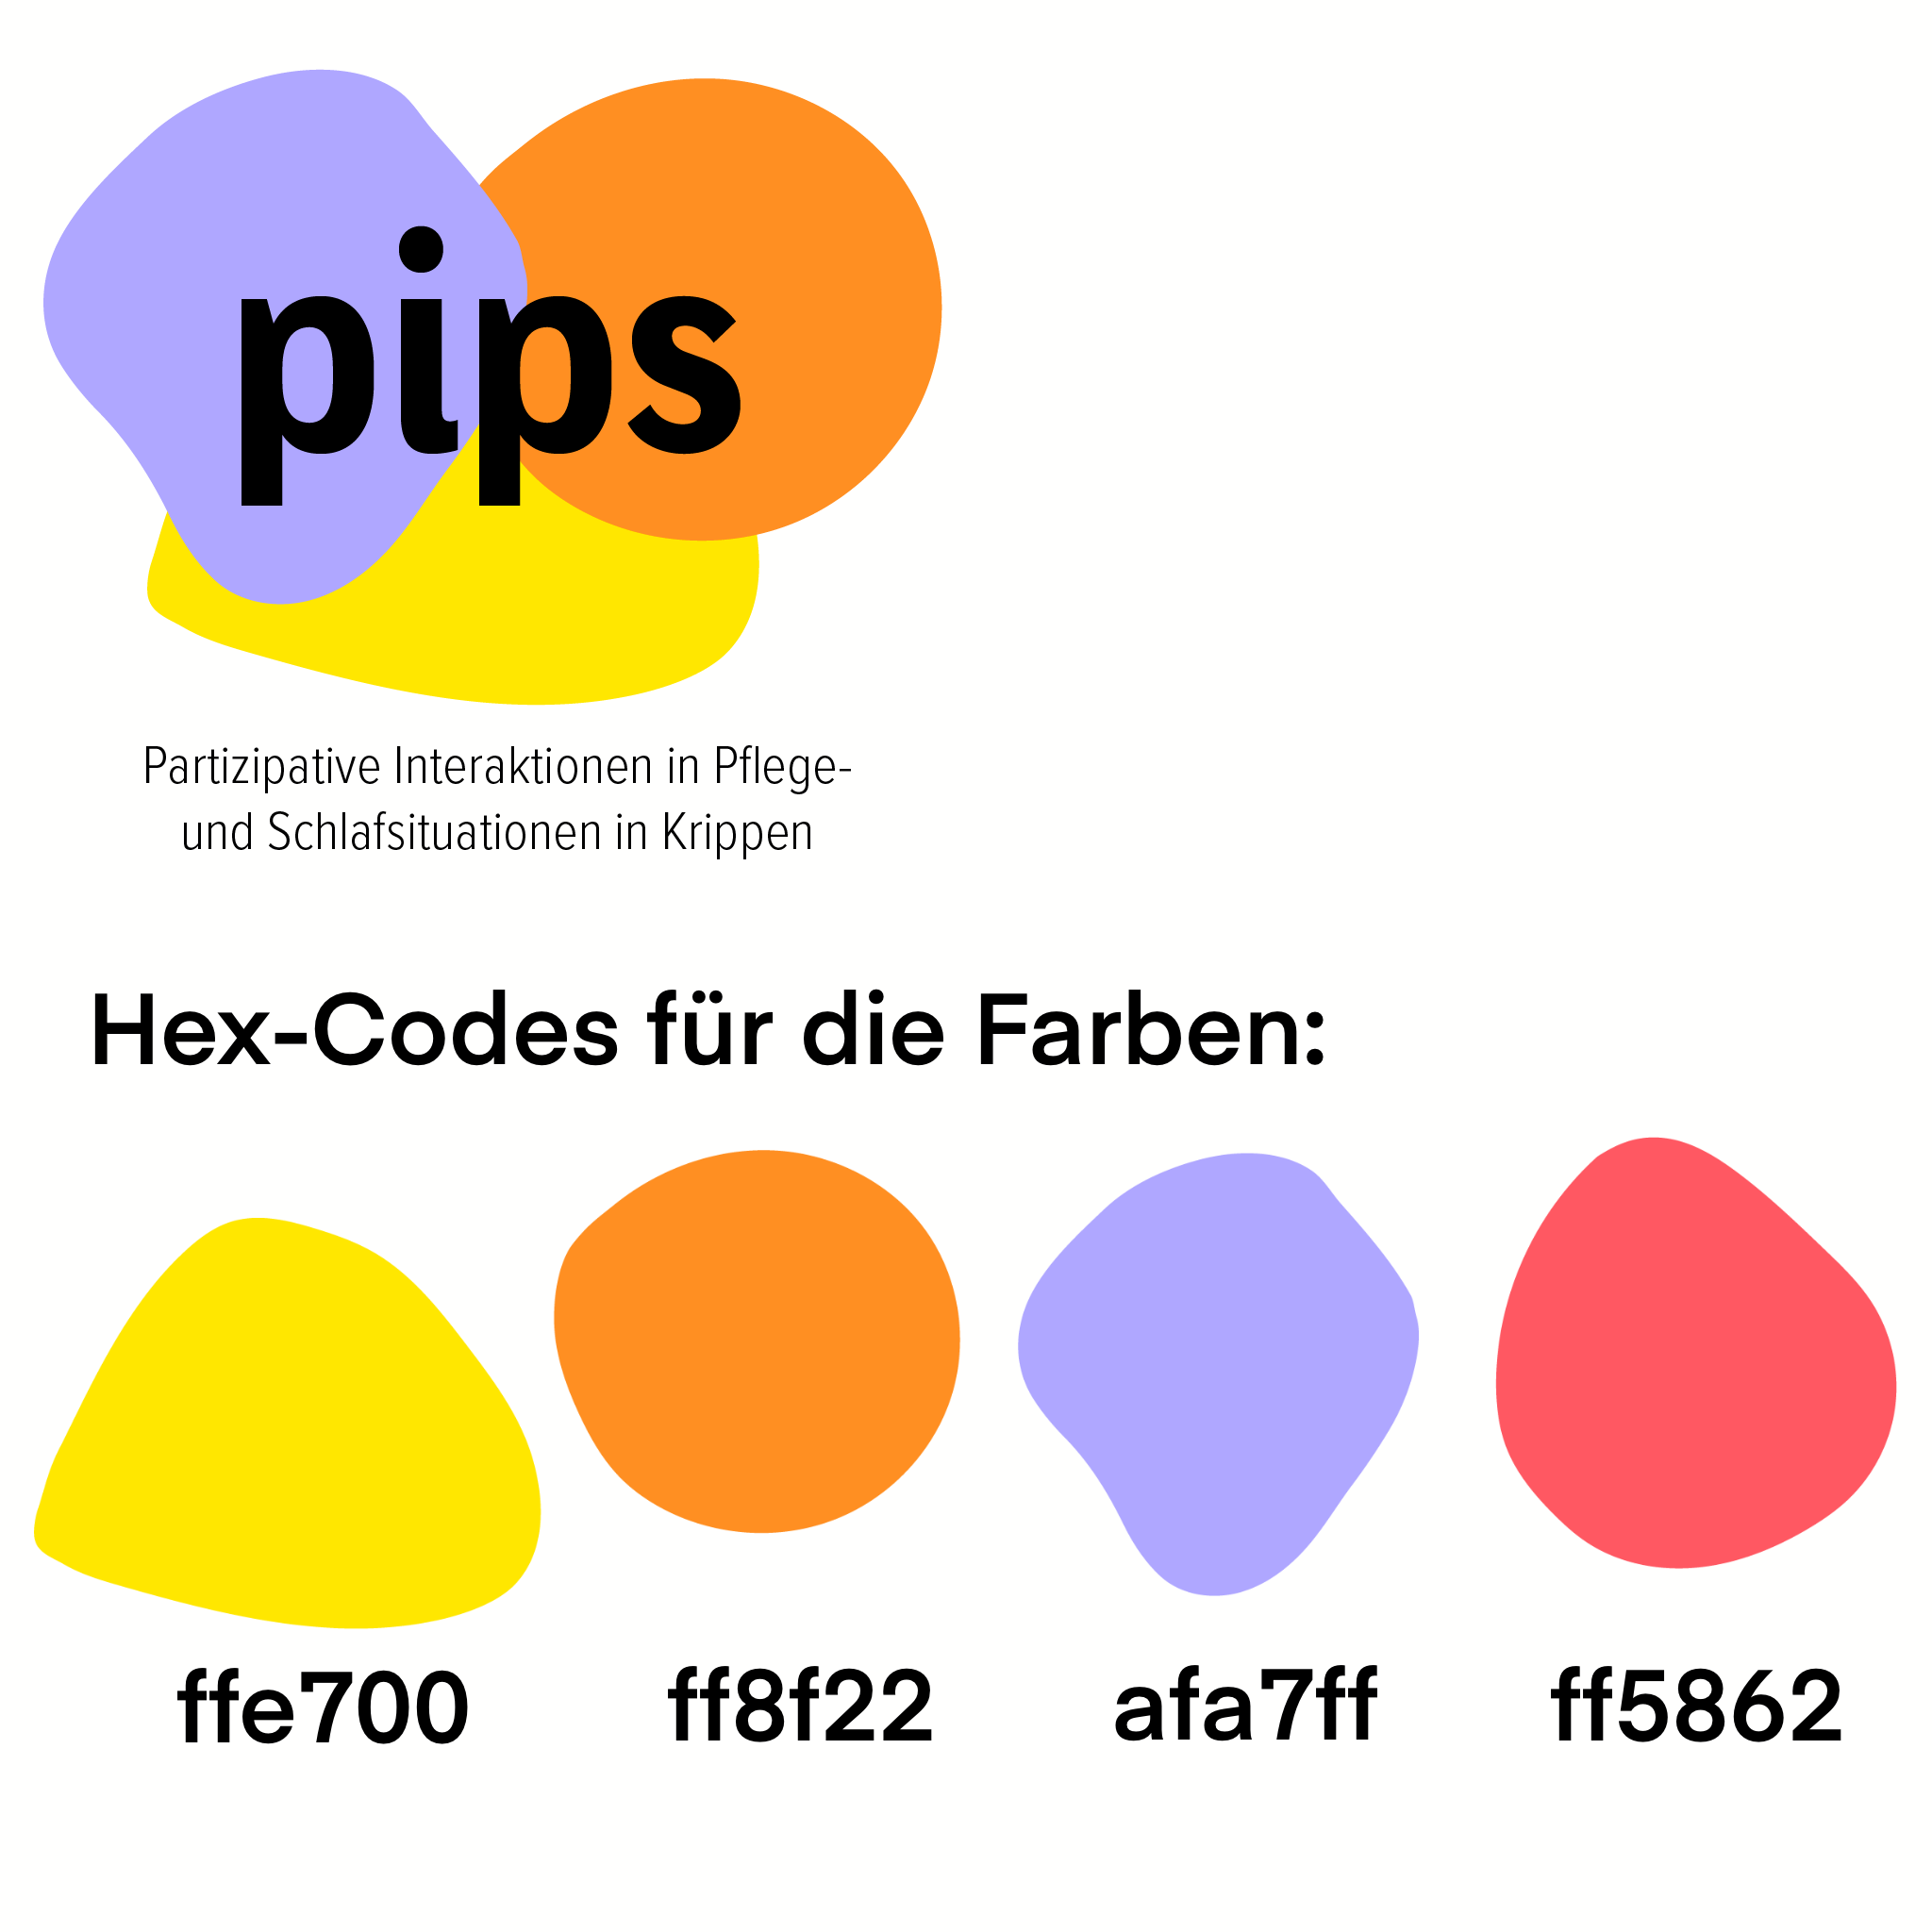 pips
Partizipative Interaktionen in Pflege-
und Schlafsituationen in Krippen
Hex-Codes für die Farben:
ffe700 ff8f22 afa7ff ff5862